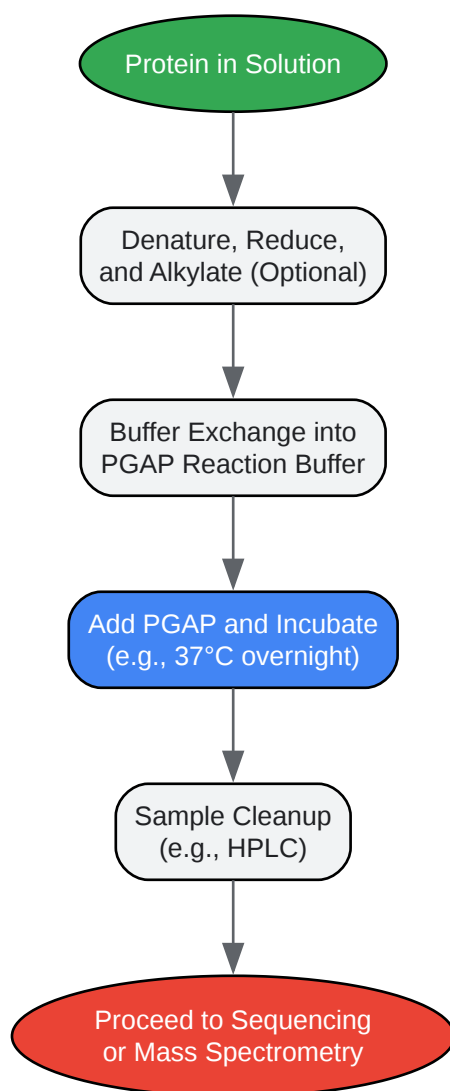 Protein in Solution
Denature, Reduce,
and Alkylate (Optional)
Buffer Exchange into
PGAP Reaction Buffer
Add PGAP and Incubate
(e.g., 37°C overnight)
Sample Cleanup
(e.g., HPLC)
Proceed to Sequencing
or Mass Spectrometry